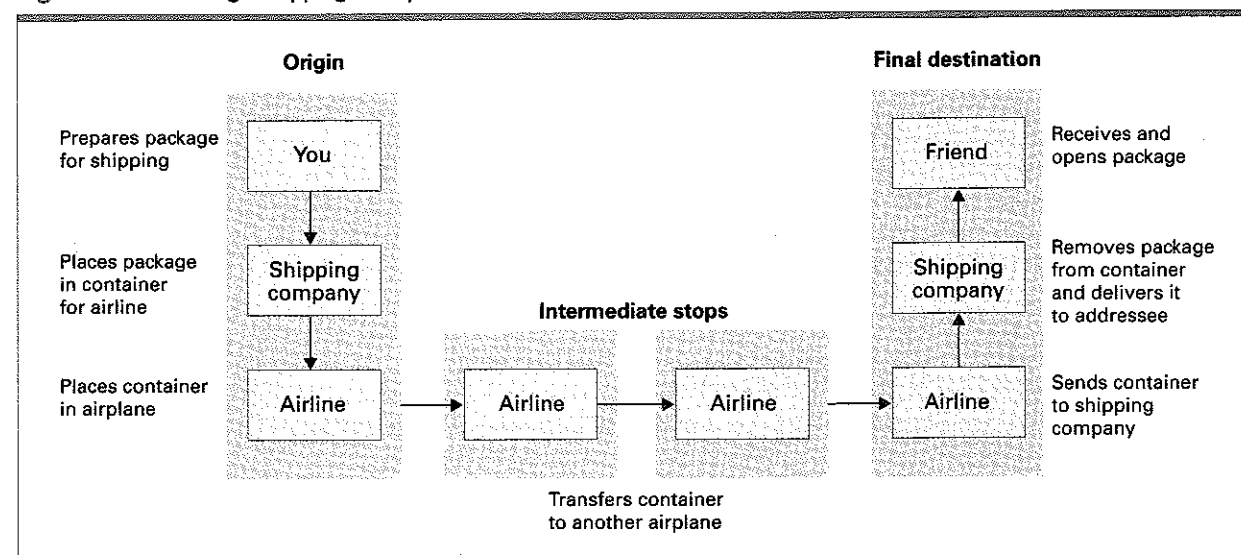 Origin
Final destination
Prepares package
for shipping
You
Friend
Receives and
opens package
Places package
in container
for airline
Shipping
company
Shipping
company
Removes package
from container
and delivers it
to addressee
Intermediate stops
Places container
in airplane
Airline
Airline
Airline
Airline
Sends container
to shipping
company
Transfers container
to another airplane